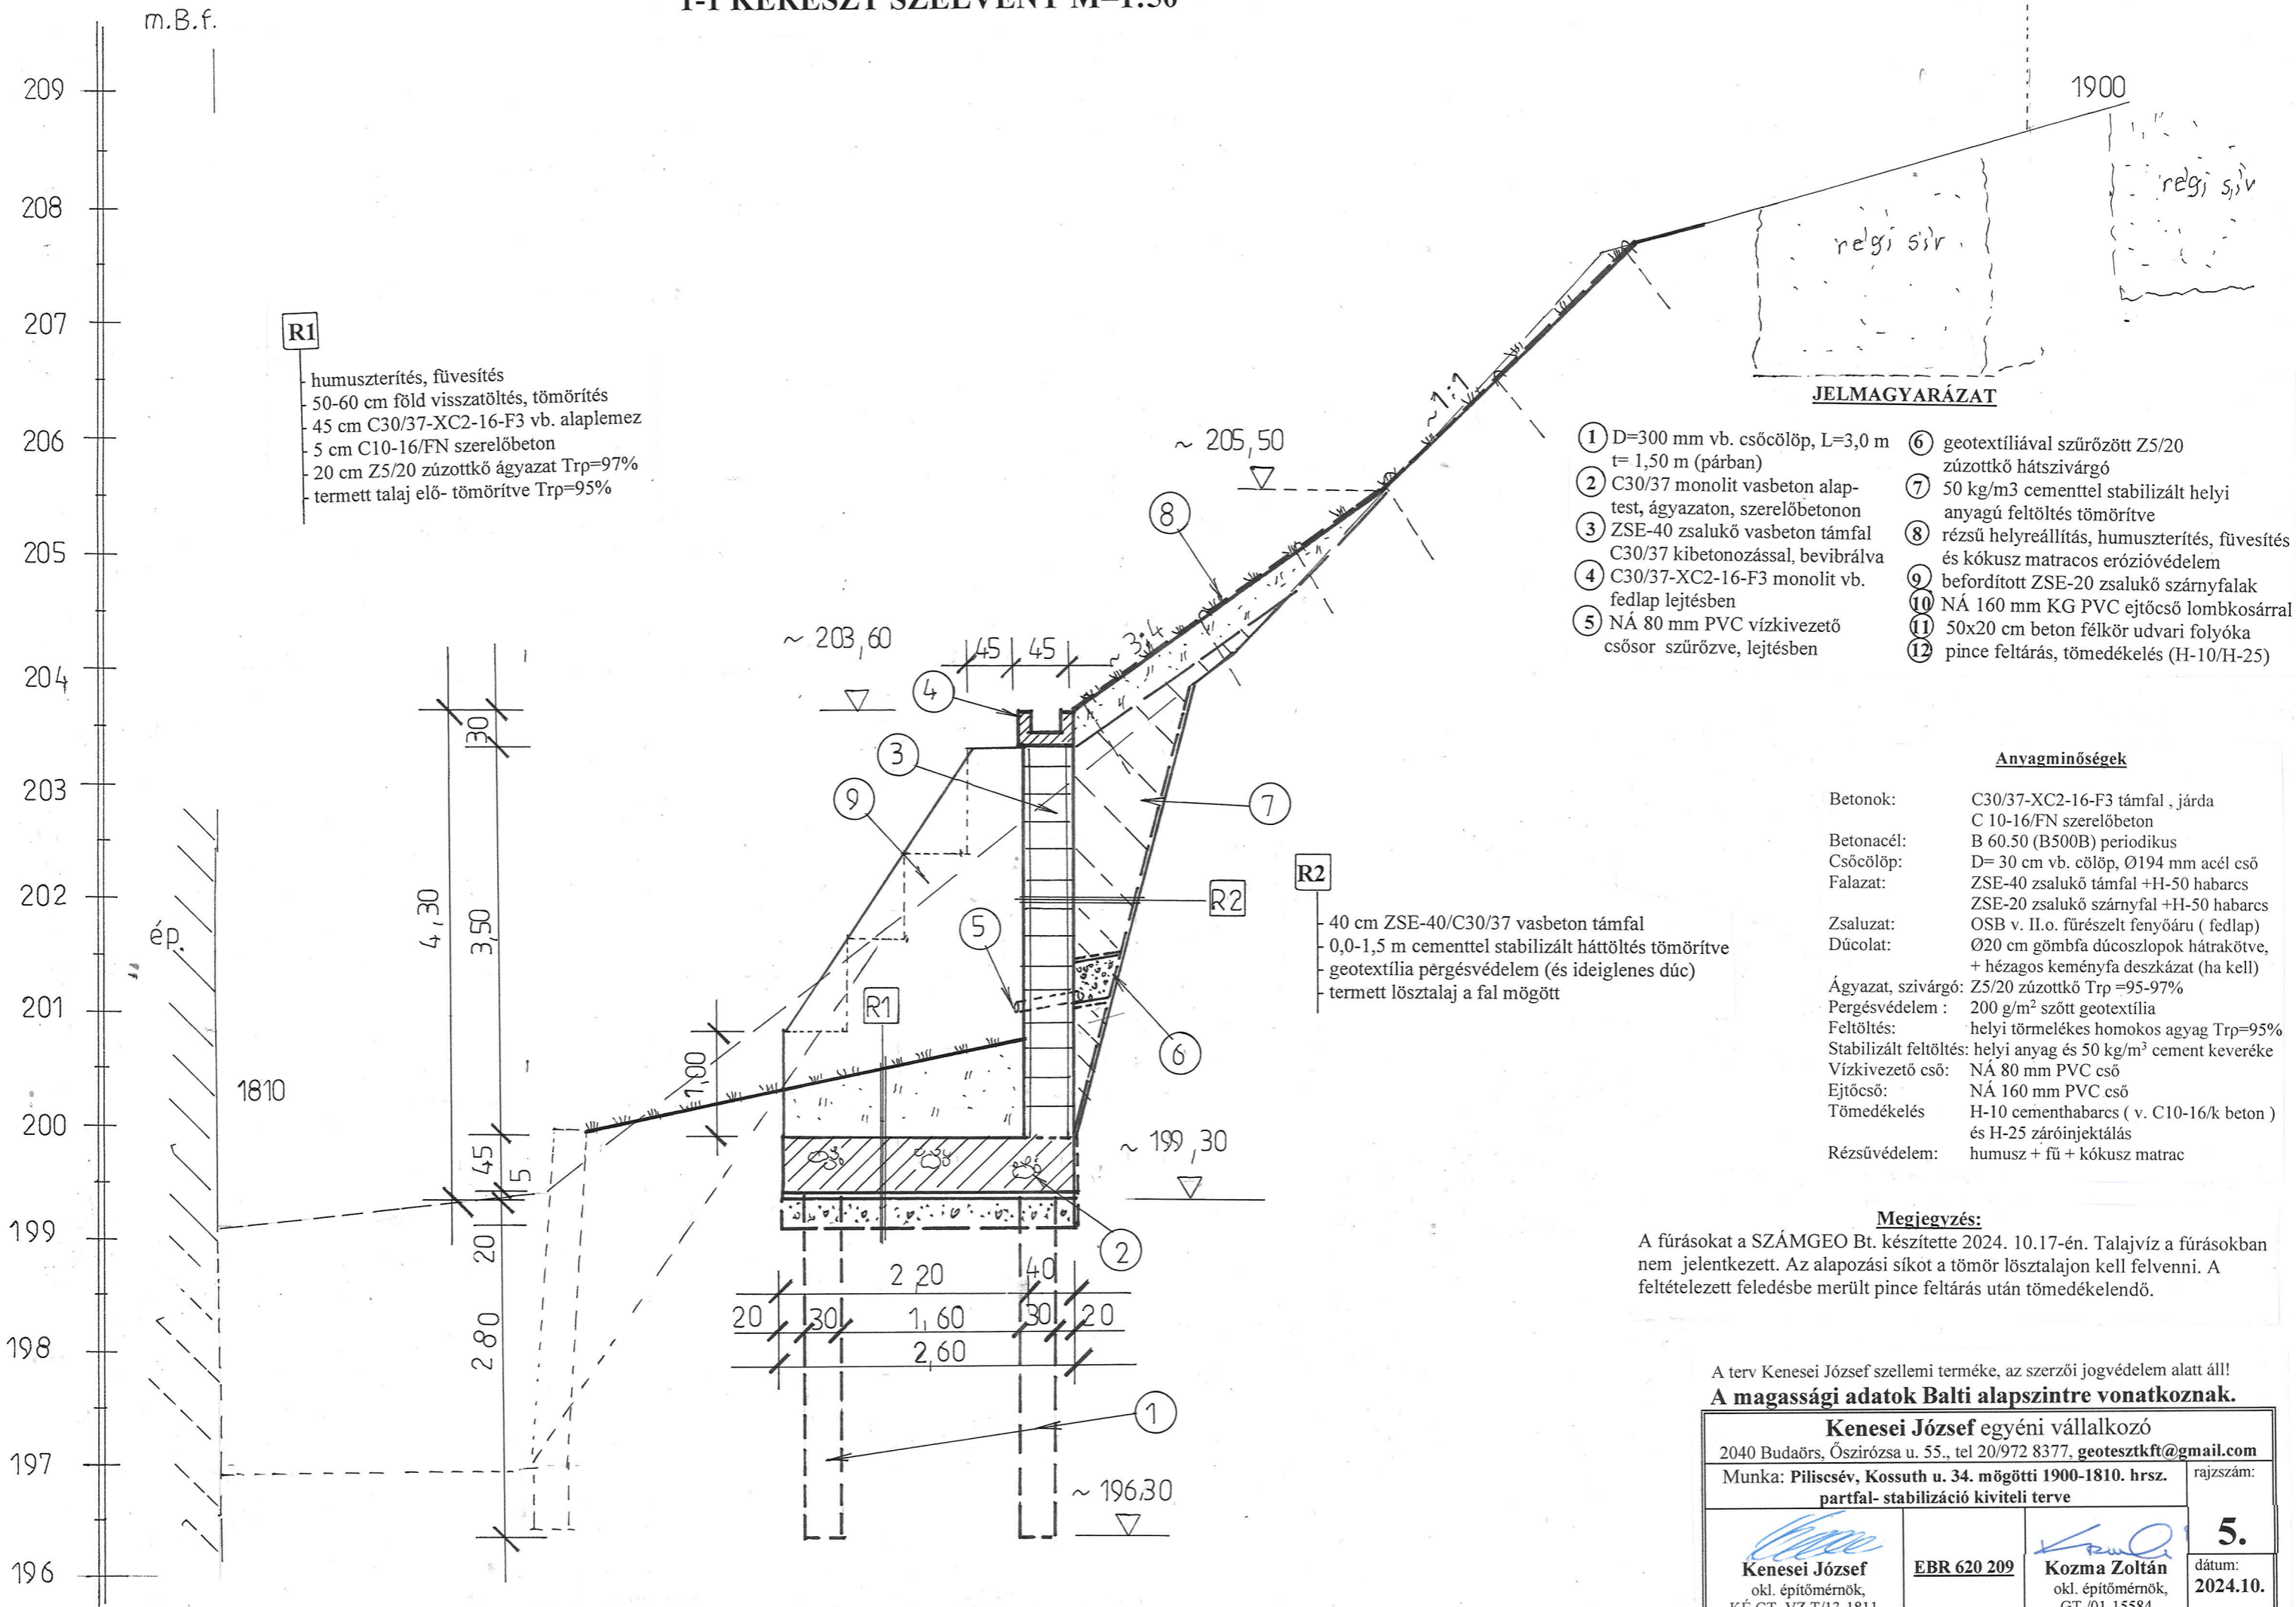 1-1 KERESZT SZELVÉNY M=1:50
m.B.f.
209
208
207
206
205
204
203
202
201
200
199
198
197
196
R1
- humuszterítés, füvesítés
- 50-60 cm föld visszatöltés, tömörítés
- 45 cm C30/37-XC2-16-F3 vb. alaplemez
- 5 cm C10-16/FN szerelőbeton
- 20 cm Z5/20 zúzottkő ágyazat Trρ=97%
- termett talaj elő- tömörítve Trρ=95%
1900
régi sír
régi sír
~1:1
~ 205,50
8
~ 3:4
~ 203,60
45
45
4
3
9
7
30
4,30
3,50
ép.
R2
5
R1
6
1,00
1810
45
5
~ 199,30
20
2
2,20
40
20
30
1,60
30
20
2,60
2 80
1
~ 196,30
R2
- 40 cm ZSE-40/C30/37 vasbeton támfal
- 0,0-1,5 m cementtel stabilizált háttöltés tömörítve
- geotextília pergésvédelem (és ideiglenes dúc)
- termett lösztalaj a fal mögött
JELMAGYARÁZAT
1 D=300 mm vb. csőcölöp, L=3,0 m
t= 1,50 m (párban)
2 C30/37 monolit vasbeton alap-
test, ágyazaton, szerelőbetonon
3 ZSE-40 zsalukő vasbeton támfal
C30/37 kibetonozással, bevibrálva
4 C30/37-XC2-16-F3 monolit vb.
fedlap lejtésben
5 NÁ 80 mm PVC vízkivezető
csősor szűrőzve, lejtésben
6 geotextíliával szűrőzött Z5/20
zúzottkő hátszivárgó
7 50 kg/m3 cementtel stabilizált helyi
anyagú feltöltés tömörítve
8 rézsű helyreállítás, humuszterítés, füvesítés
és kókusz matracos erózióvédelem
9 befordított ZSE-20 zsalukő szárnyfalak
10 NÁ 160 mm KG PVC ejtőcső lombkosárral
11 50x20 cm beton félkör udvari folyóka
12 pince feltárás, tömedékelés (H-10/H-25)
Anyagminőségek
Betonok: C30/37-XC2-16-F3 támfal , járda
C 10-16/FN szerelőbeton
Betonacél: B 60.50 (B500B) periodikus
Csőcölöp: D= 30 cm vb. cölöp, Ø194 mm acél cső
Falazat: ZSE-40 zsalukő támfal +H-50 habarcs
ZSE-20 zsalukő szárnyfal +H-50 habarcs
Zsaluzat: OSB v. II.o. fűrészelt fenyőáru ( fedlap)
Dúcolat: Ø20 cm gömbfa dúcoszlopok hátrakötve,
+ hézagos keményfa deszkázat (ha kell)
Ágyazat, szivárgó: Z5/20 zúzottkő Trρ =95-97%
Pergésvédelem : 200 g/m² szőtt geotextília
Feltöltés: helyi törmelékes homokos agyag Trρ=95%
Stabilizált feltöltés: helyi anyag és 50 kg/m³ cement keveréke
Vízkivezető cső: NÁ 80 mm PVC cső
Ejtőcső: NÁ 160 mm PVC cső
Tömedékelés H-10 cementhabarcs ( v. C10-16/k beton )
és H-25 záróinjektálás
Rézsűvédelem: humusz + fű + kókusz matrac
Megjegyzés:
A fúrásokat a SZÁMGEO Bt. készítette 2024. 10.17-én. Talajvíz a fúrásokban
nem jelentkezett. Az alapozási síkot a tömör lösztalajon kell felvenni. A
feltételezett feledésbe merült pince feltárás után tömedékelendő.
A terv Kenesei József szellemi terméke, az szerzői jogvédelem alatt áll!
A magassági adatok Balti alapszintre vonatkoznak.
Kenesei József egyéni vállalkozó
2040 Budaörs, Őszirózsa u. 55., tel 20/972 8377, geotesztkft@gmail.com
Munka: Piliscsév, Kossuth u. 34. mögötti 1900-1810. hrsz.
partfal- stabilizáció kiviteli terve
rajzszám:
5.
Kenesei József
okl. építőmérnök,
EBR 620 209
Kozma Zoltán
okl. építőmérnök,
GT /01-15584
dátum:
2024.10.